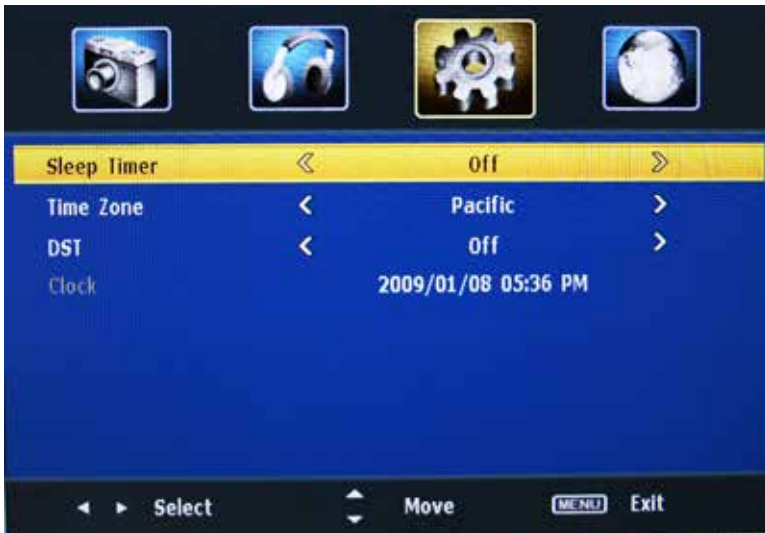 Sleep Timer Off
Time Zone Pacific
DST Off
Clock 2009/01/08 05:36 PM
Select Move MENU Exit